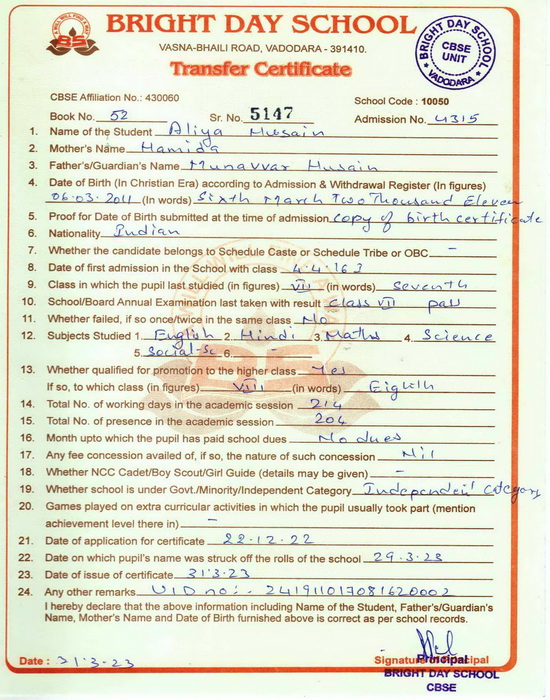 BRIGHT DAY SCHOOL
VASNA-BHAILI ROAD, VADODARA - 391410.
BRIGHT DAY SCHOOL
CBSE
UNIT
VADODARA
Transfer Certificate
CBSE Affiliation No.: 430060
School Code : 10050
Book No. 52 Sr. No. 5147 Admission No. 4315
1. Name of the Student Aliya Husain
2. Mother's Name Hamida
3. Father's/Guardian's Name Munavvar Husain
4. Date of Birth (In Christian Era) according to Admission & Withdrawal Register (In figures)
06.03.2011 (In words) Sixth March Two Thousand Eleven
5. Proof for Date of Birth submitted at the time of admission copy of birth certificate
6. Nationality Indian
7. Whether the candidate belongs to Schedule Caste or Schedule Tribe or OBC -
8. Date of first admission in the School with class 4.4.16
9. Class in which the pupil last studied (in figures) VII (in words) seventh
10. School/Board Annual Examination last taken with result class VII pass
11. Whether failed, if so once/twice in the same class No
12. Subjects Studied 1. English 2. Hindi 3. Maths 4. Science
5. Social-Sc 6. -
13. Whether qualified for promotion to the higher class Yes
If so, to which class (in figures) VIII (in words) Eighth
14. Total No. of working days in the academic session 214
15. Total No. of presence in the academic session 204
16. Month upto which the pupil has paid school dues No dues
17. Any fee concession availed of, if so, the nature of such concession Nil
18. Whether NCC Cadet/Boy Scout/Girl Guide (details may be given) -
19. Whether school is under Govt./Minority/Independent Category Independent category
20. Games played on extra curricular activities in which the pupil usually took part (mention
achievement level there in) -
21. Date of application for certificate 22.12.22
22. Date on which pupil's name was struck off the rolls of the school 29.3.23
23. Date of issue of certificate 31.3.23
24. Any other remarks UID no:- 241911017081620002
I hereby declare that the above information including Name of the Student, Father's/Guardian's
Name, Mother's Name and Date of Birth furnished above is correct as per school records.
Date : 31.3.23
Signature of Principal
Principal
BRIGHT DAY SCHOOL
CBSE